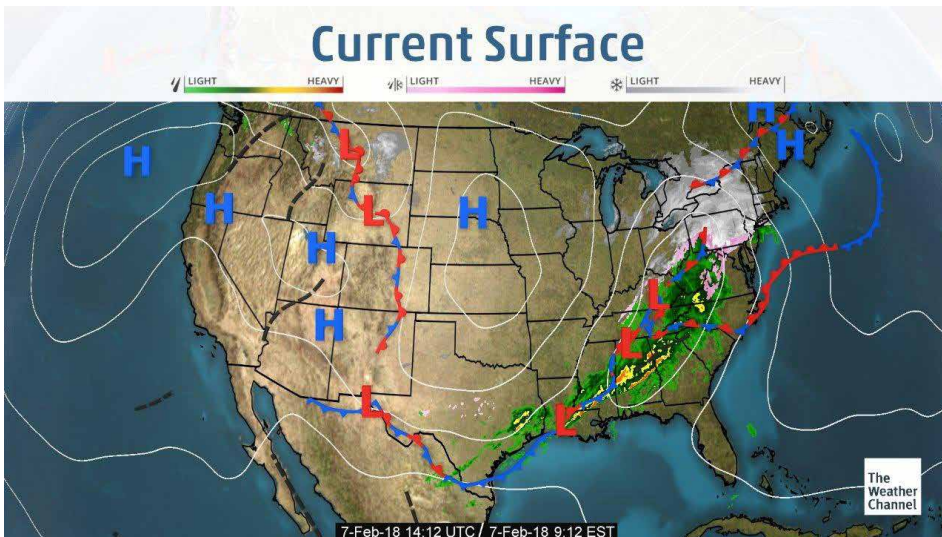 Current Surface
LIGHT HEAVY LIGHT HEAVY LIGHT HEAVY
H H
L
H
L H
H H
H
L
L
H
L
L
The
Weather
Channel
7-Feb-18 14:12 UTC / 7-Feb-18 9:12 EST